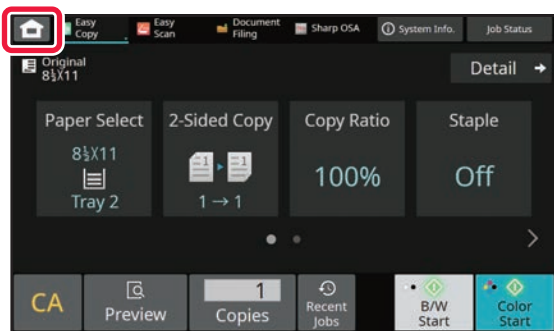 Easy
Copy
Easy
Scan
Document
Filing
Sharp OSA
System Info.
Job Status
Original
8½X11
Detail
Paper Select
2-Sided Copy
Copy Ratio
Staple
8½X11
Tray 2
1
1
1 → 1
100%
Off
CA
Preview
1
Copies
Recent
Jobs
B/W
Start
Color
Start